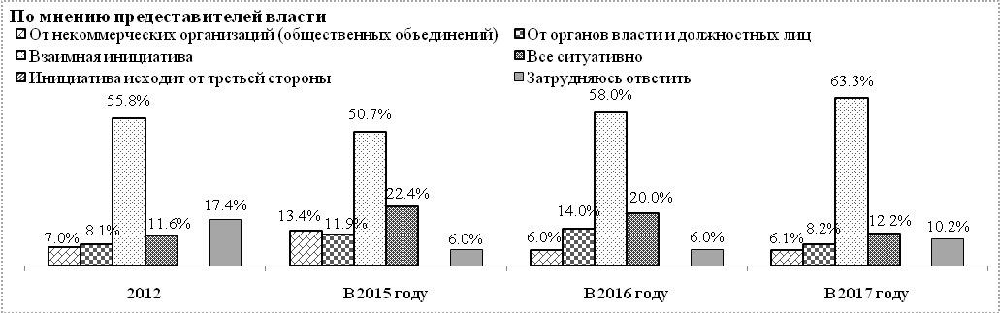 По мнению предеставителей власти
От некоммерческих организаций (общественных обьединений)
От органов власти и должностных лиц
Взаимная инициатива
Все ситуативно
Инициатива исходит от третьей стороны
Затрудняюсь ответить
7.0% 8.1% 55.8% 11.6% 17.4%
13.4% 11.9% 50.7% 22.4% 6.0%
6.0% 14.0% 58.0% 20.0% 6.0%
6.1% 8.2% 63.3% 12.2% 10.2%
2012 В 2015 году В 2016 году В 2017 году